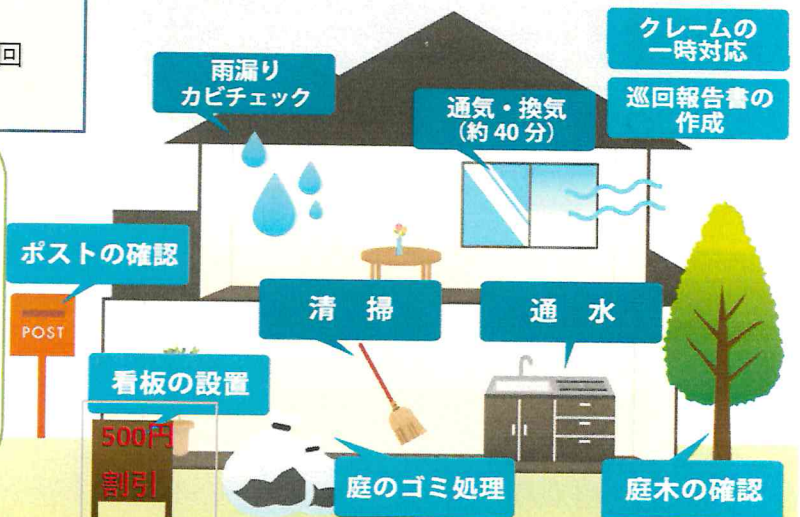 回
クレームの
一時対応
雨漏り
カビチェック
通気・換気
(約40分)
巡回報告書の
作成
ポストの確認
POST
清 掃
通 水
看板の設置
500円
割引
庭のゴミ処理
庭木の確認